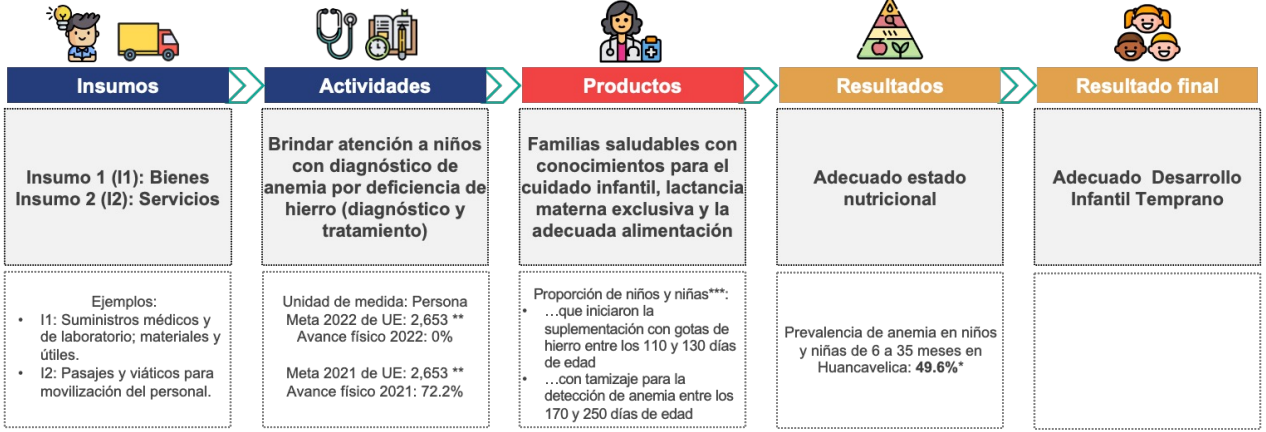 Insumos
Actividades
Productos
Resultados
Resultado final
Insumo 1 (I1): Bienes
Insumo 2 (I2): Servicios
Brindar atención a niños
con diagnóstico de
anemia por deficiencia de
hierro (diagnóstico y
tratamiento)
Familias saludables con
conocimientos para el
cuidado infantil, lactancia
materna exclusiva y la
adecuada alimentación
Adecuado estado
nutricional
Adecuado Desarrollo
Infantil Temprano
Ejemplos:
• I1: Suministros médicos y
de laboratorio; materiales y
útiles.
• I2: Pasajes y viáticos para
movilización del personal.
Unidad de medida: Persona
Meta 2022 de UE: 2,653 **
Avance físico 2022: 0%
Meta 2021 de UE: 2,653 **
Avance físico 2021: 72.2%
Proporción de niños y niñas***:
• …que iniciaron la
suplementación con gotas de
hierro entre los 110 y 130 días
de edad
• …con tamizaje para la
detección de anemia entre los
170 y 250 días de edad
Prevalencia de anemia en niños
y niñas de 6 a 35 meses en
Huancavelica: 49.6%*